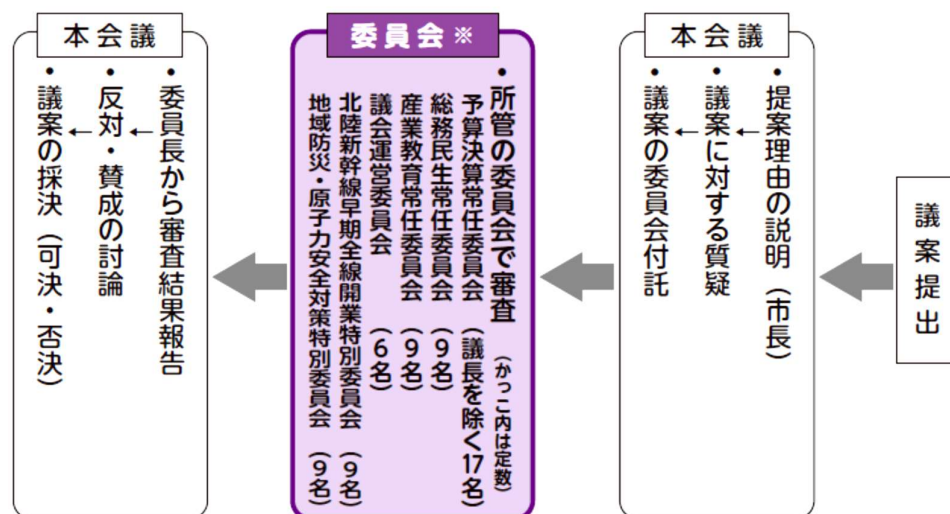 議案提出
本会議
・提案理由の説明（市長）
↓
・議案に対する質疑
↓
・議案の委員会付託
委員会※
・所管の委員会で審査（かっこ内は定数）
予算決算常任委員会（議長を除く17名）
総務民生常任委員会（9名）
産業教育常任委員会（9名）
議会運営委員会（6名）
北陸新幹線早期全線開業特別委員会（9名）
地域防災・原子力安全対策特別委員会（9名）
本会議
・委員長から審査結果報告
↓
・反対・賛成の討論
↓
・議案の採決（可決・否決）